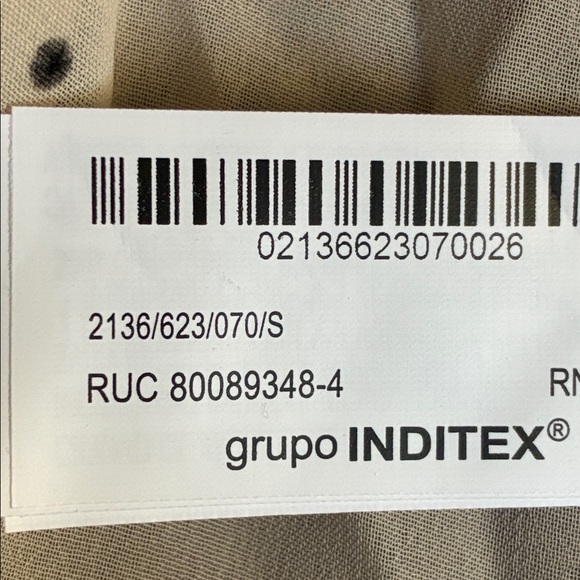 02136623070026
2136/623/070/S
RUC 80089348-4 RN
grupo INDITEX®